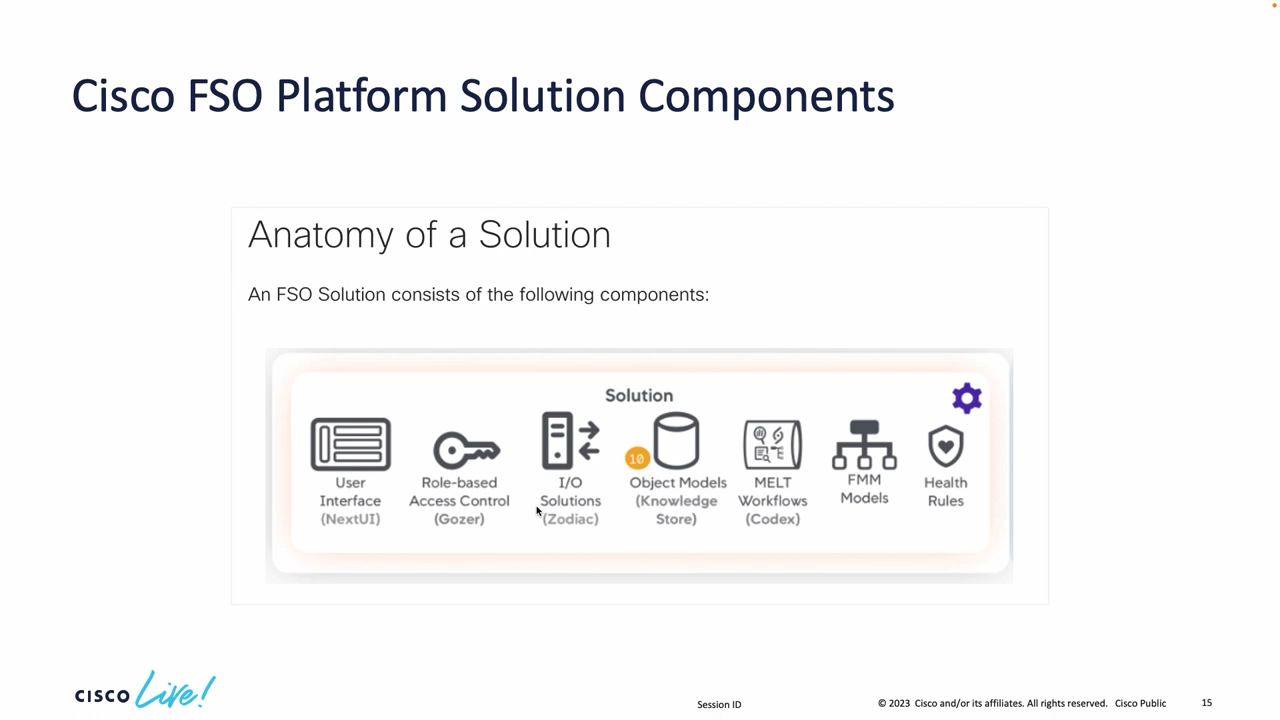 Cisco FSO Platform Solution Components
Anatomy of a Solution
An FSO Solution consists of the following components:
Solution
User
Interface
(NextUI)
Role-based
Access Control
(Gozer)
I/O
Solutions
(Zodiac)
10
Object Models
(Knowledge
Store)
MELT
Workflows
(Codex)
FMM
Models
Health
Rules
CISCO Live!
Session ID
© 2023 Cisco and/or its affiliates. All rights reserved. Cisco Public
15